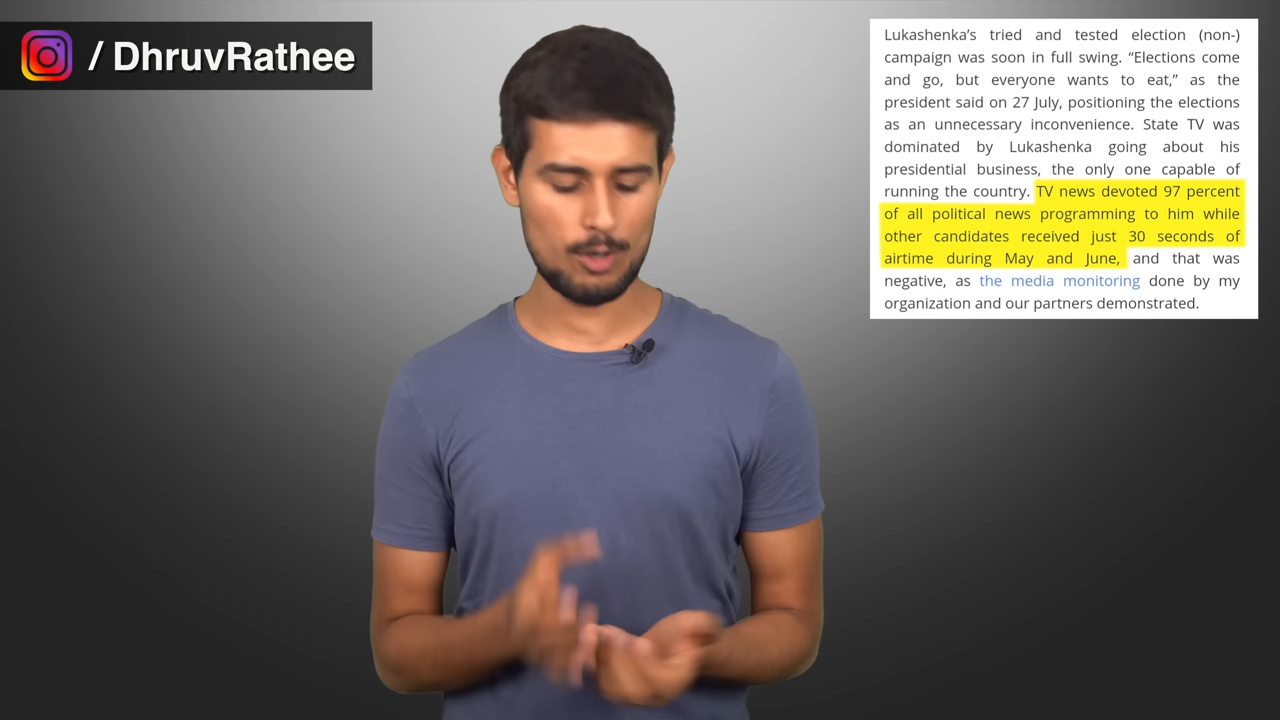 / DhruvRathee
Lukashenka’s tried and tested election (non-)
campaign was soon in full swing. “Elections come
and go, but everyone wants to eat,” as the
president said on 27 July, positioning the elections
as an unnecessary inconvenience. State TV was
dominated by Lukashenka going about his
presidential business, the only one capable of
running the country. TV news devoted 97 percent
of all political news programming to him while
other candidates received just 30 seconds of
airtime during May and June, and that was
negative, as the media monitoring done by my
organization and our partners demonstrated.